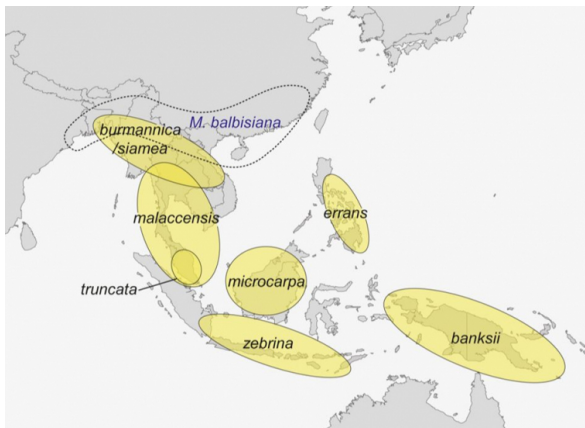 M. balbisiana
burmannica
/siamea
errans
malaccensis
truncata
microcarpa
zebrina
banksii